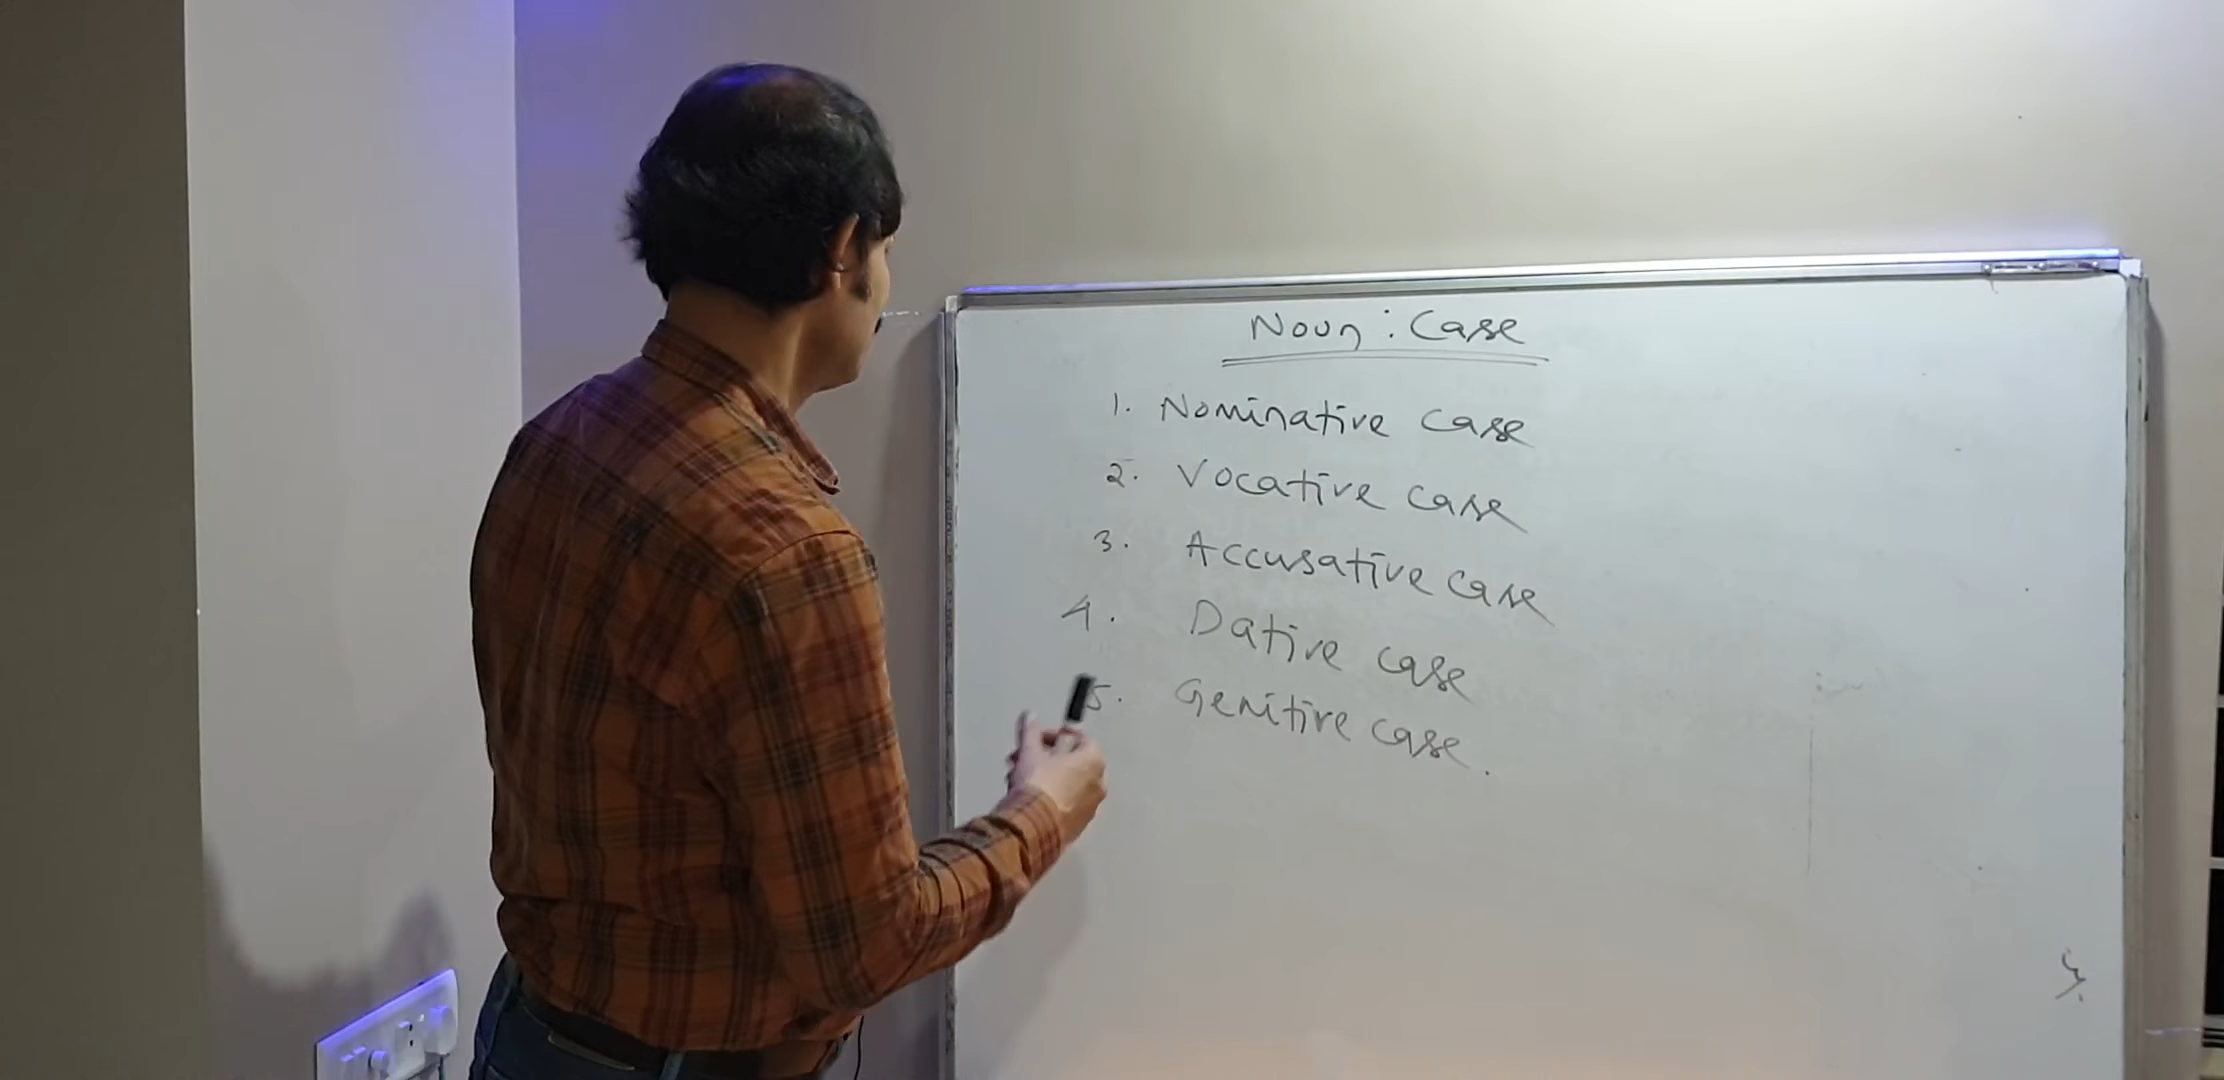 Noun : Case
1. Nominative case
2. Vocative case
3. Accusative case
4. Dative case
5. Genitive case.